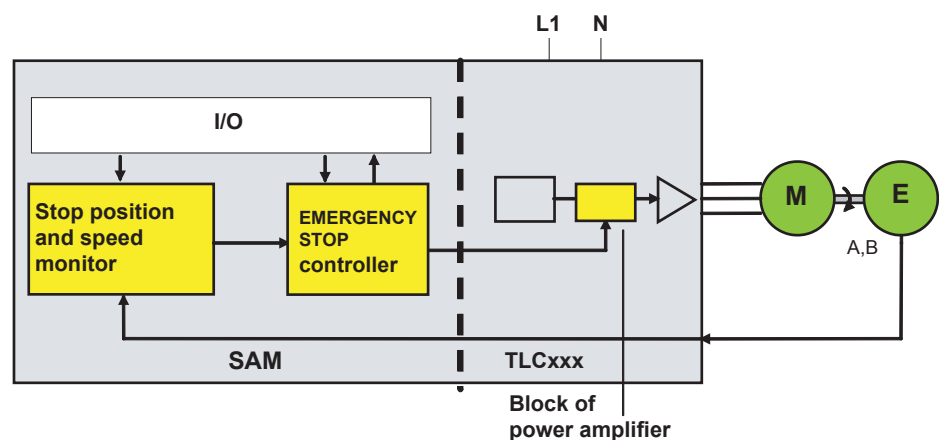 L1 N
I/O
Stop position
and speed
monitor
EMERGENCY
STOP
controller
M
E
A,B
SAM
TLCxxx
Block of
power amplifier